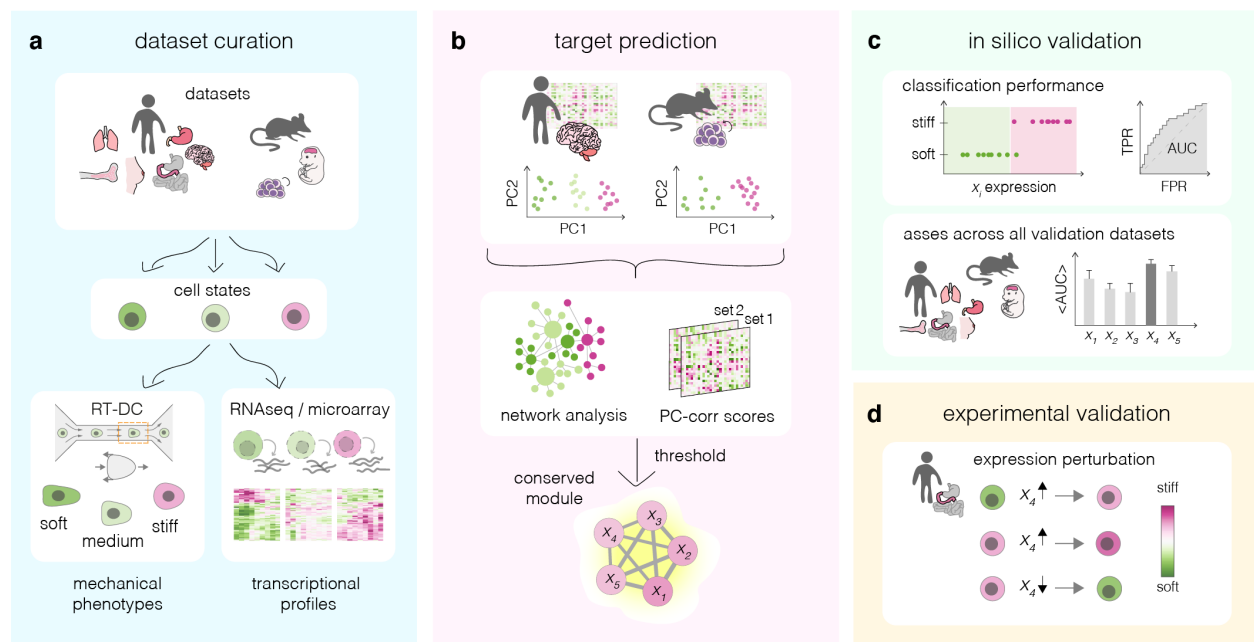 a dataset curation
datasets
cell states
RT-DC
soft
medium
stiff
RNAseq / microarray
mechanical
phenotypes
transcriptional
profiles
b target prediction
PC2
PC1
PC2
PC1
network analysis
set 2
set 1
PC-corr scores
threshold
conserved
module
X3
X4
X2
X5
X1
c in silico validation
classification performance
stiff
soft
xi expression
TPR
AUC
FPR
asses across all validation datasets
<AUC>
X1 X2 X3 X4 X5
d experimental validation
expression perturbation
X4
X4
X4
stiff
soft